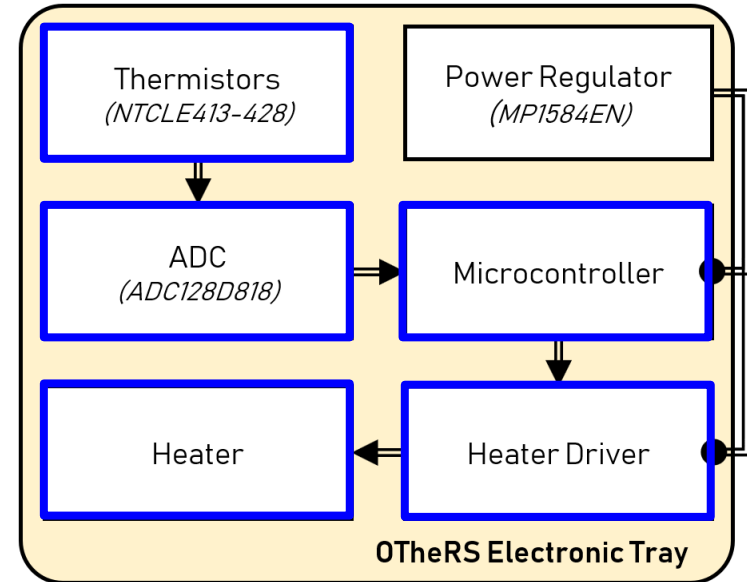 Thermistors
(NTCLE413-428)
Power Regulator
(MP1584EN)
ADC
(ADC128D818)
Microcontroller
Heater
Heater Driver
OTheRS Electronic Tray